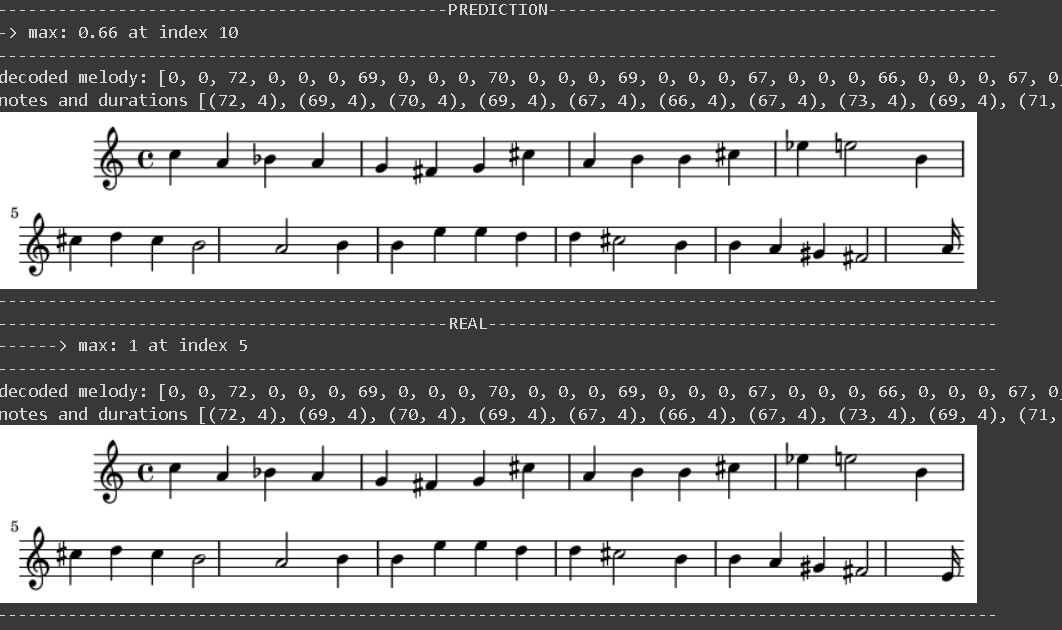 -------------------------------------------PREDICTION-------------------------------------------
-> max: 0.66 at index 10
decoded melody: [0, 0, 72, 0, 0, 0, 69, 0, 0, 0, 70, 0, 0, 0, 69, 0, 0, 0, 67, 0, 0, 0, 66, 0, 0, 0, 67, 0,
notes and durations [(72, 4), (69, 4), (70, 4), (69, 4), (67, 4), (66, 4), (67, 4), (73, 4), (69, 4), (71,
5
-------------------------------------------REAL-------------------------------------------
------> max: 1 at index 5
decoded melody: [0, 0, 72, 0, 0, 0, 69, 0, 0, 0, 70, 0, 0, 0, 69, 0, 0, 0, 67, 0, 0, 0, 66, 0, 0, 0, 67, 0,
notes and durations [(72, 4), (69, 4), (70, 4), (69, 4), (67, 4), (66, 4), (67, 4), (73, 4), (69, 4), (71,
5